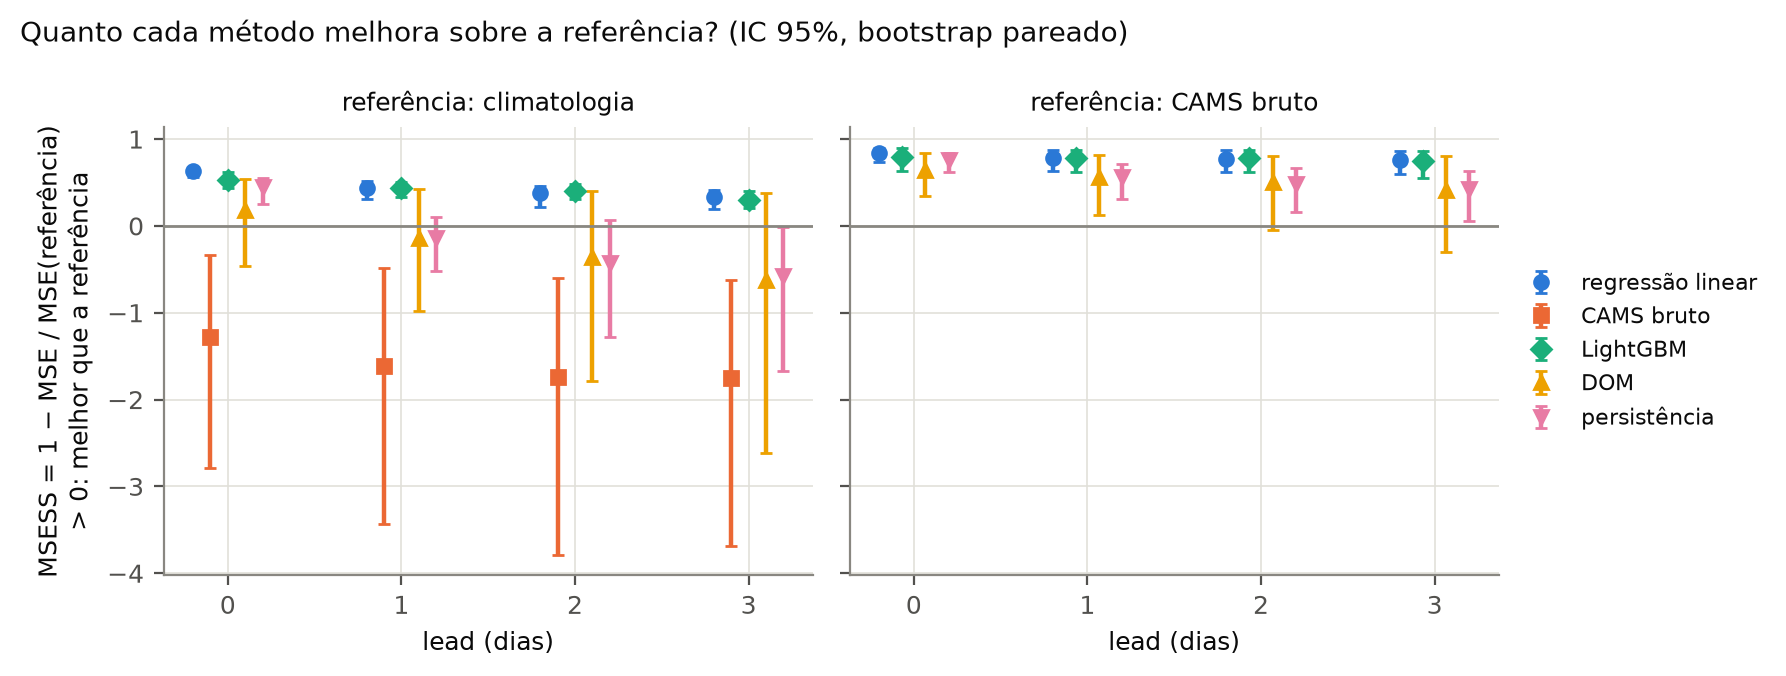 Quanto cada método melhora sobre a referência? (IC 95%, bootstrap pareado)
referência: climatologia
referência: CAMS bruto
MSESS = 1 − MSE / MSE(referência)
> 0: melhor que a referência
1
0
−1
−2
−3
−4
0 1 2 3
lead (dias)
0 1 2 3
lead (dias)
regressão linear
CAMS bruto
LightGBM
DOM
persistência